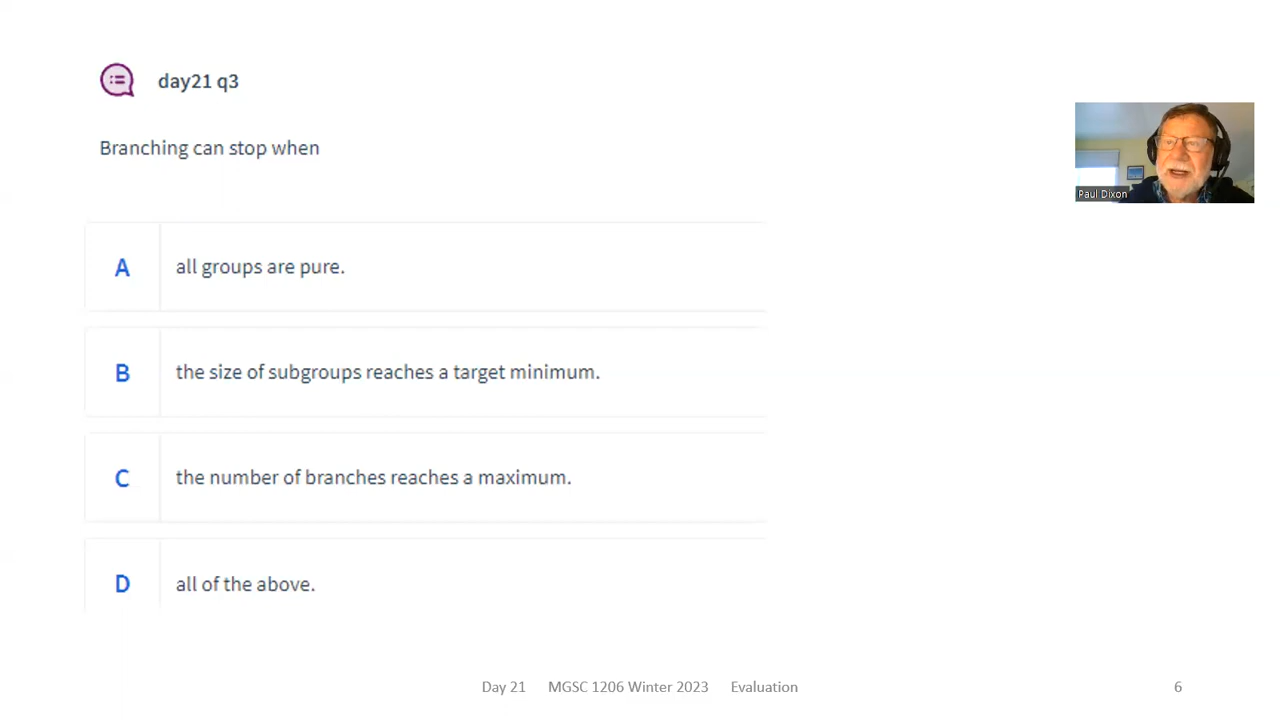 day21 q3
Branching can stop when
Paul Dixon
A all groups are pure.
B the size of subgroups reaches a target minimum.
C the number of branches reaches a maximum.
D all of the above.
Day 21 MGSC 1206 Winter 2023 Evaluation 6